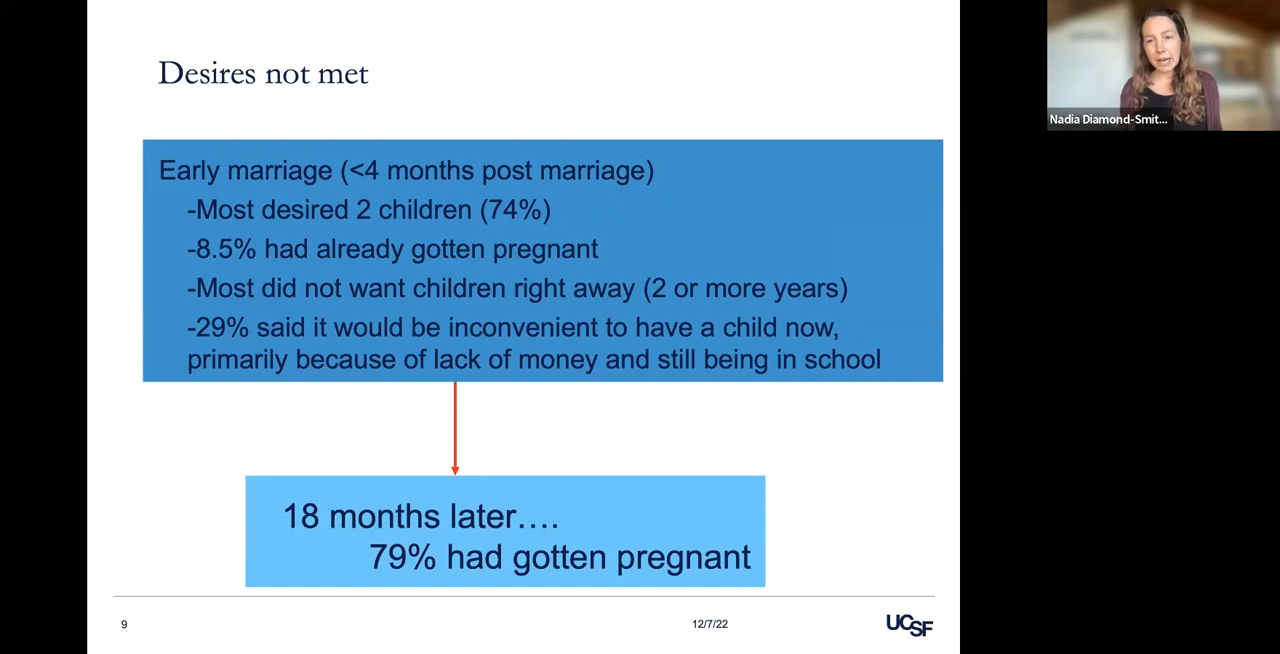 Desires not met
Early marriage (<4 months post marriage)
-Most desired 2 children (74%)
-8.5% had already gotten pregnant
-Most did not want children right away (2 or more years)
-29% said it would be inconvenient to have a child now,
primarily because of lack of money and still being in school
18 months later….
79% had gotten pregnant
9
12/7/22
UCSF
Nadia Diamond-Smit...